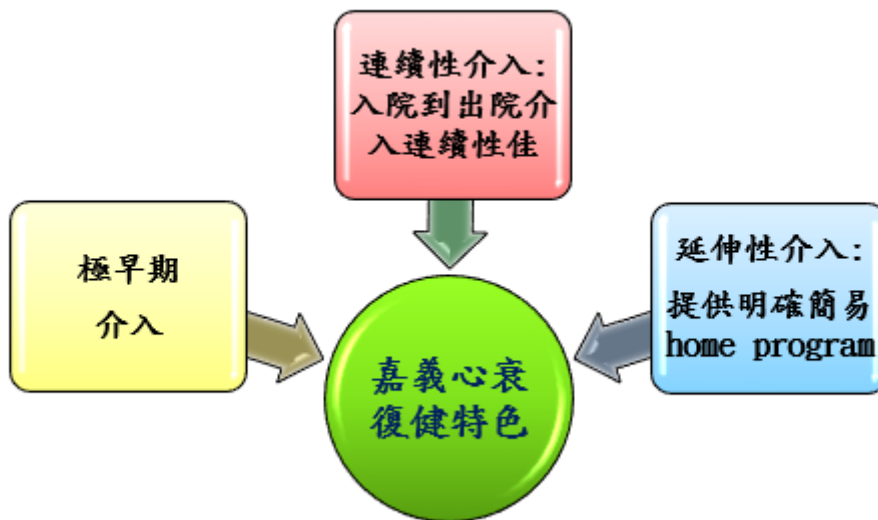 連續性介入:
入院到出院介
入連續性佳
極早期
介入
延伸性介入:
提供明確簡易
home program
嘉義心衰
復健特色